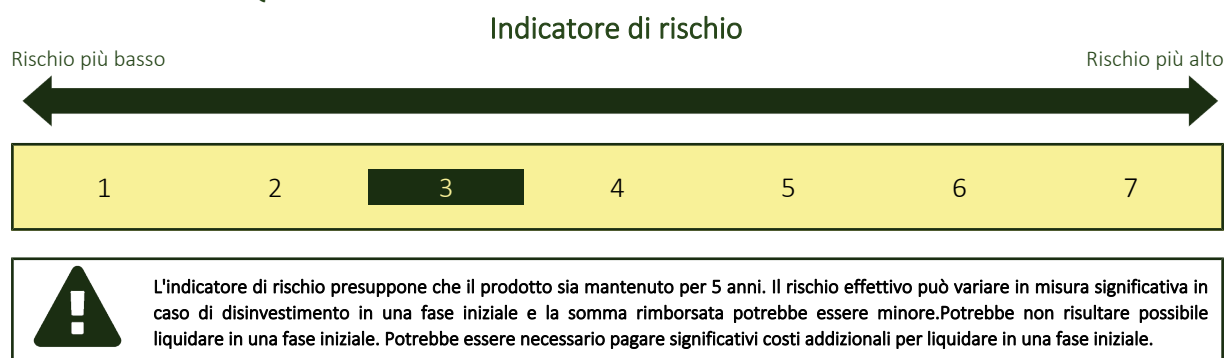 Indicatore di rischio
Rischio più basso Rischio più alto
1 2 3 4 5 6 7
L'indicatore di rischio presuppone che il prodotto sia mantenuto per 5 anni. Il rischio effettivo può variare in misura significativa in
caso di disinvestimento in una fase iniziale e la somma rimborsata potrebbe essere minore.Potrebbe non risultare possibile
liquidare in una fase iniziale. Potrebbe essere necessario pagare significativi costi addizionali per liquidare in una fase iniziale.